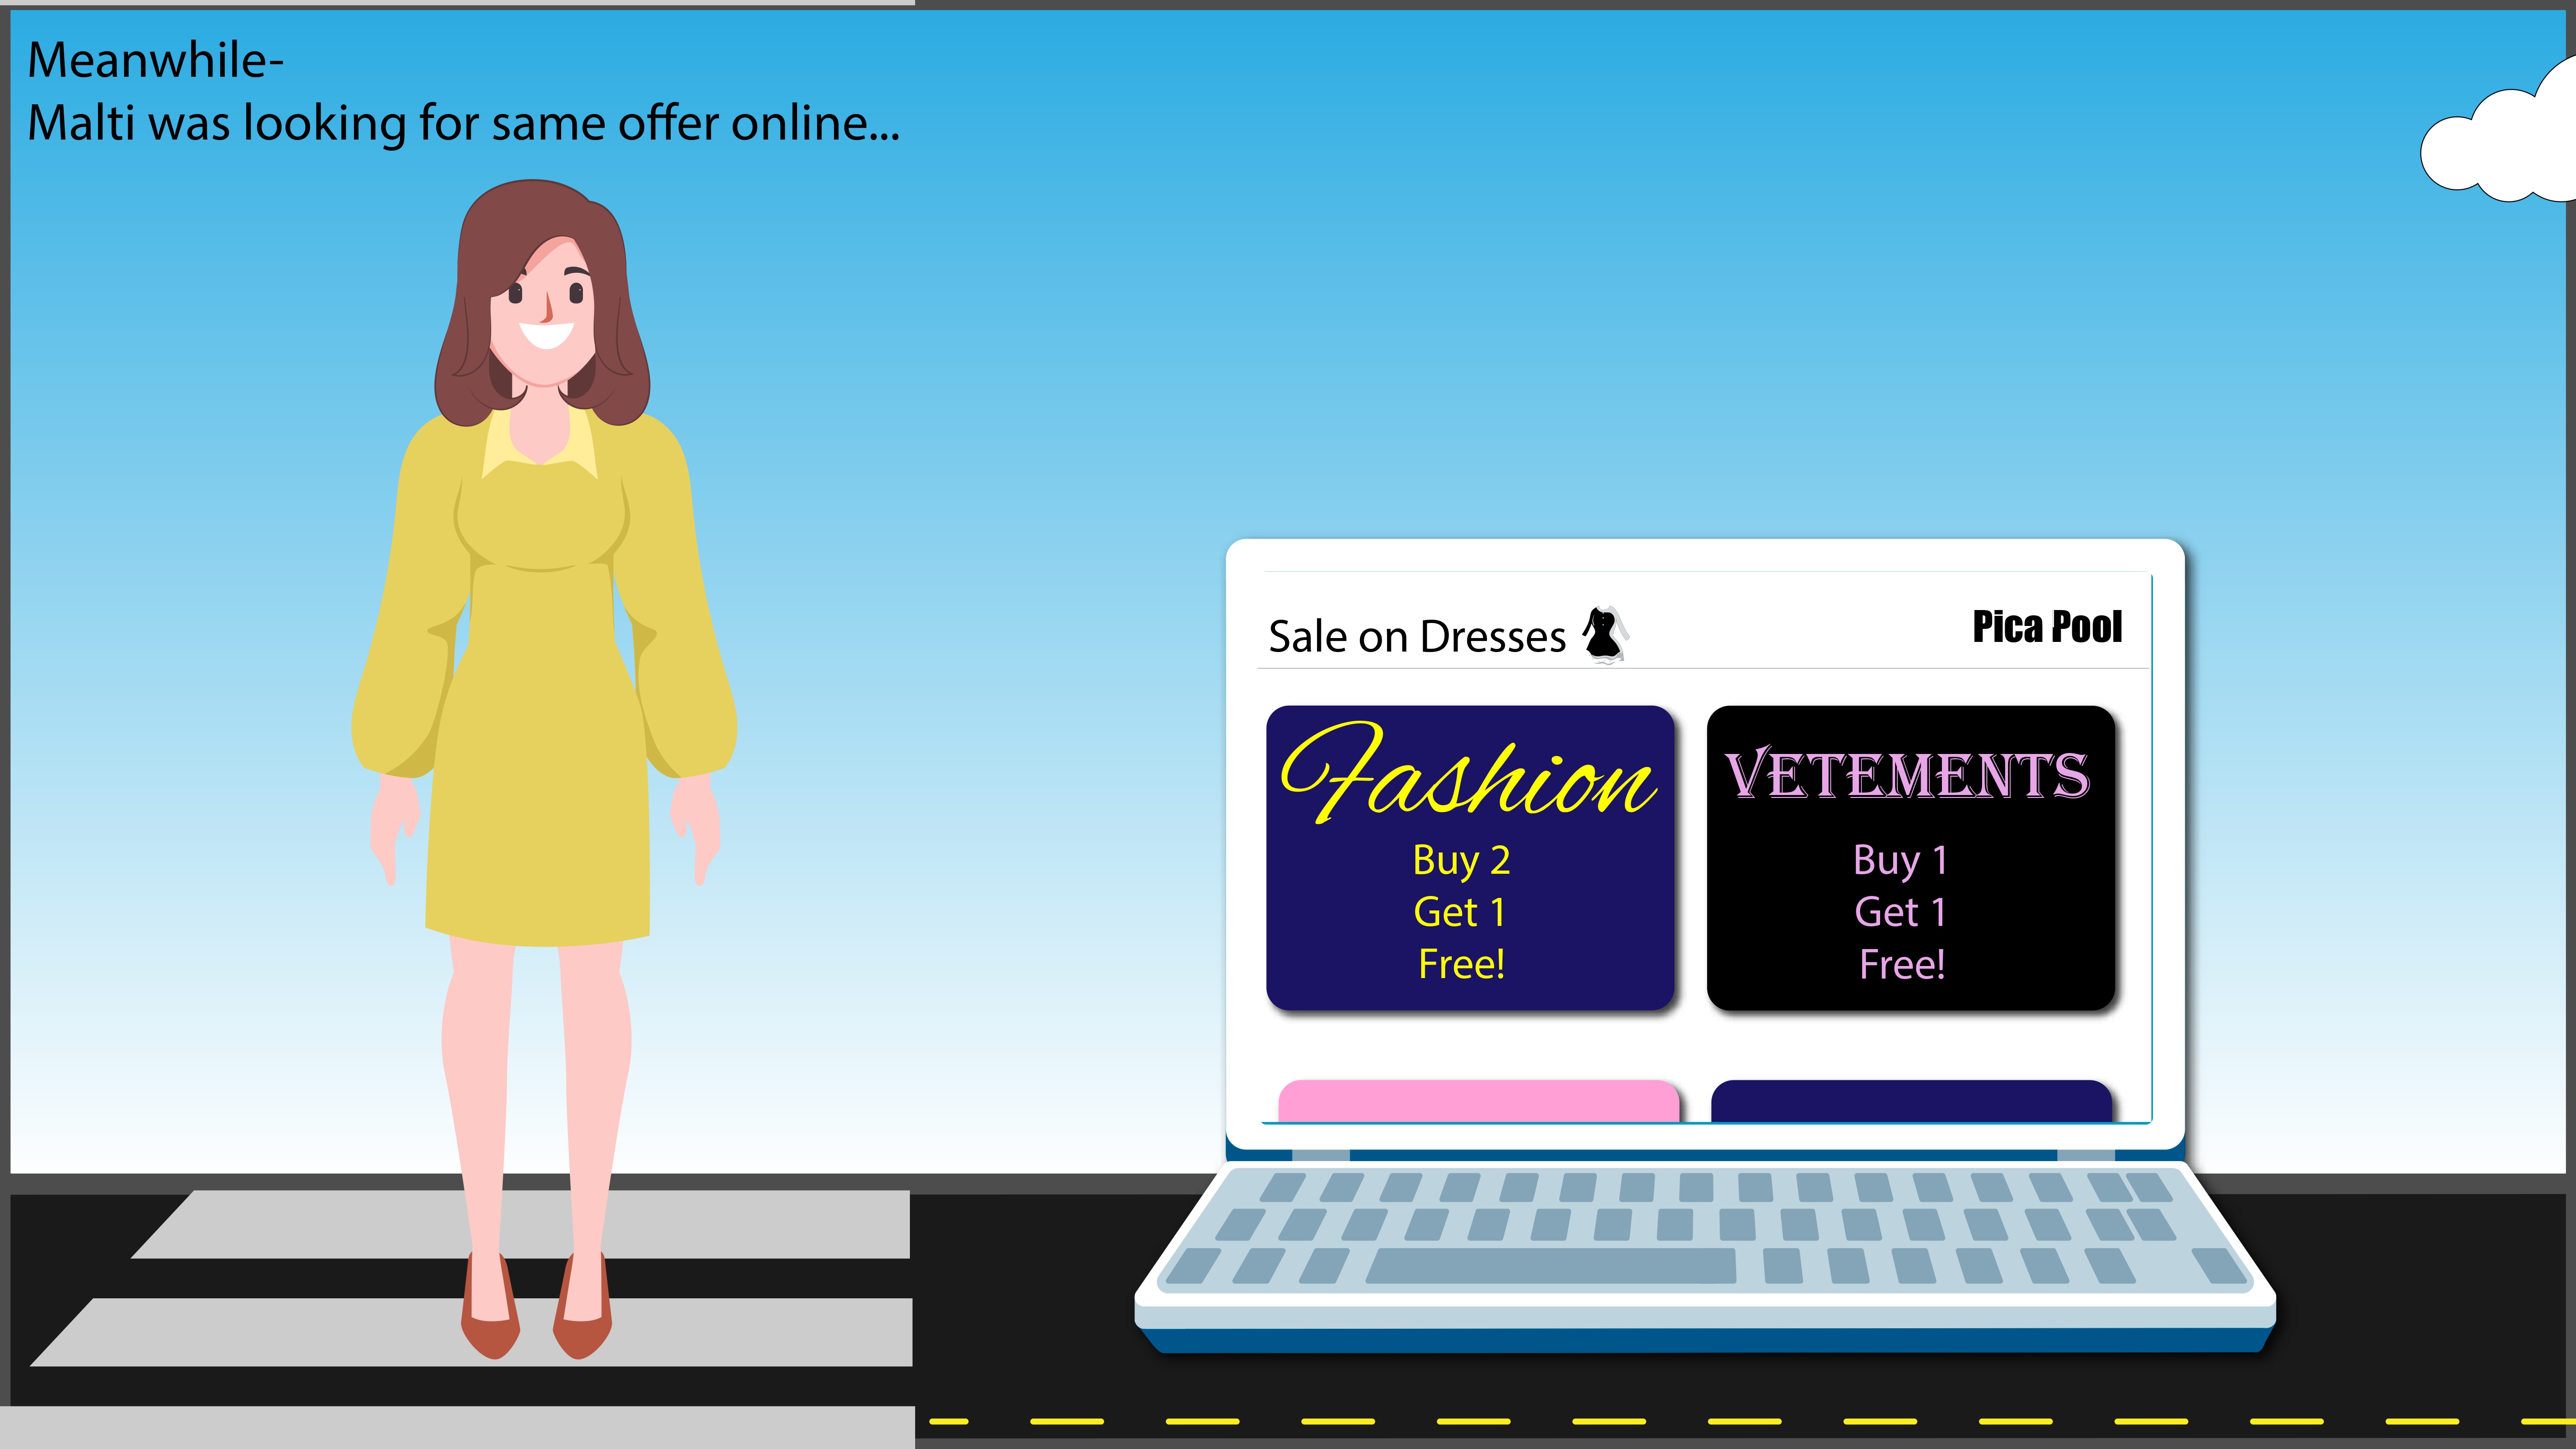 Meanwhile-
Malti was looking for same offer online...
Sale on Dresses
Pica Pool
Fashion
Buy 2
Get 1
Free!
VETEMENTS
Buy 1
Get 1
Free!